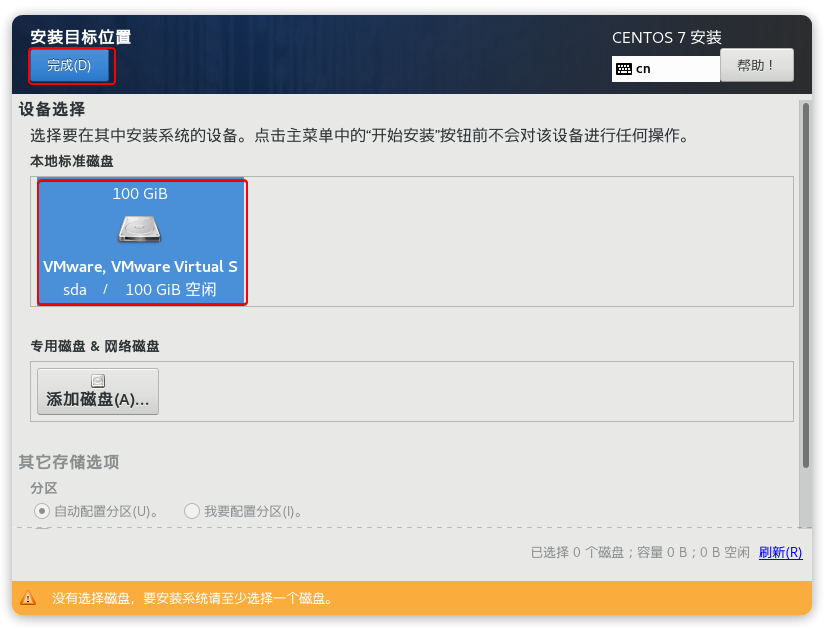 安装目标位置
CENTOS 7 安装
完成(D)
cn
帮助！
设备选择
选择要在其中安装系统的设备。点击主菜单中的“开始安装”按钮前不会对该设备进行任何操作。
本地标准磁盘
100 GiB
VMware, VMware Virtual S
sda / 100 GiB 空闲
专用磁盘 & 网络磁盘
添加磁盘(A)...
其它存储选项
分区
自动配置分区(U)。 我要配置分区(I)。
已选择 0 个磁盘；容量 0 B；0 B 空闲 刷新(R)
没有选择磁盘，要安装系统请至少选择一个磁盘。